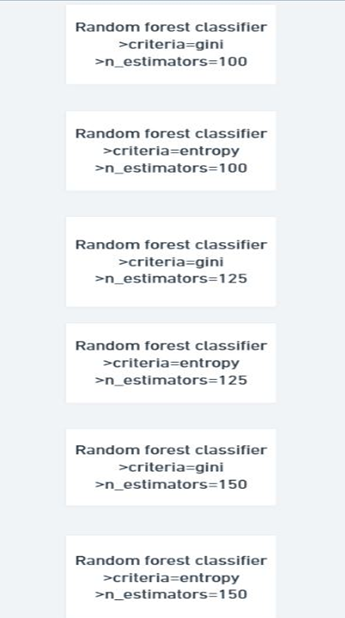 Random forest classifier
>criteria=gini
>n_estimators=100
Random forest classifier
>criteria=entropy
>n_estimators=100
Random forest classifier
>criteria=gini
>n_estimators=125
Random forest classifier
>criteria=entropy
>n_estimators=125
Random forest classifier
>criteria=gini
>n_estimators=150
Random forest classifier
>criteria=entropy
>n_estimators=150